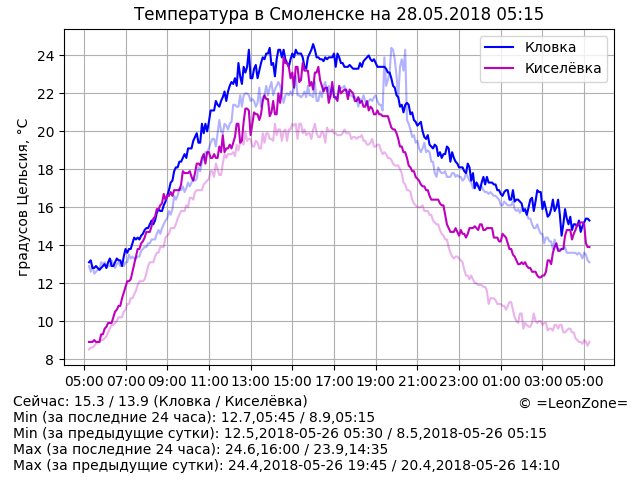 Температура в Смоленске на 28.05.2018 05:15
Кловка
Киселёвка
градусов Цельсия, °C
24
22
20
18
16
14
12
10
8
05:00 07:00 09:00 11:00 13:00 15:00 17:00 19:00 21:00 23:00 01:00 03:00 05:00
Сейчас: 15.3 / 13.9 (Кловка / Киселёвка)
© =LeonZone=
Min (за последние 24 часа): 12.7,05:45 / 8.9,05:15
Min (за предыдущие сутки): 12.5,2018-05-26 05:30 / 8.5,2018-05-26 05:15
Max (за последние 24 часа): 24.6,16:00 / 23.9,14:35
Max (за предыдущие сутки): 24.4,2018-05-26 19:45 / 20.4,2018-05-26 14:10